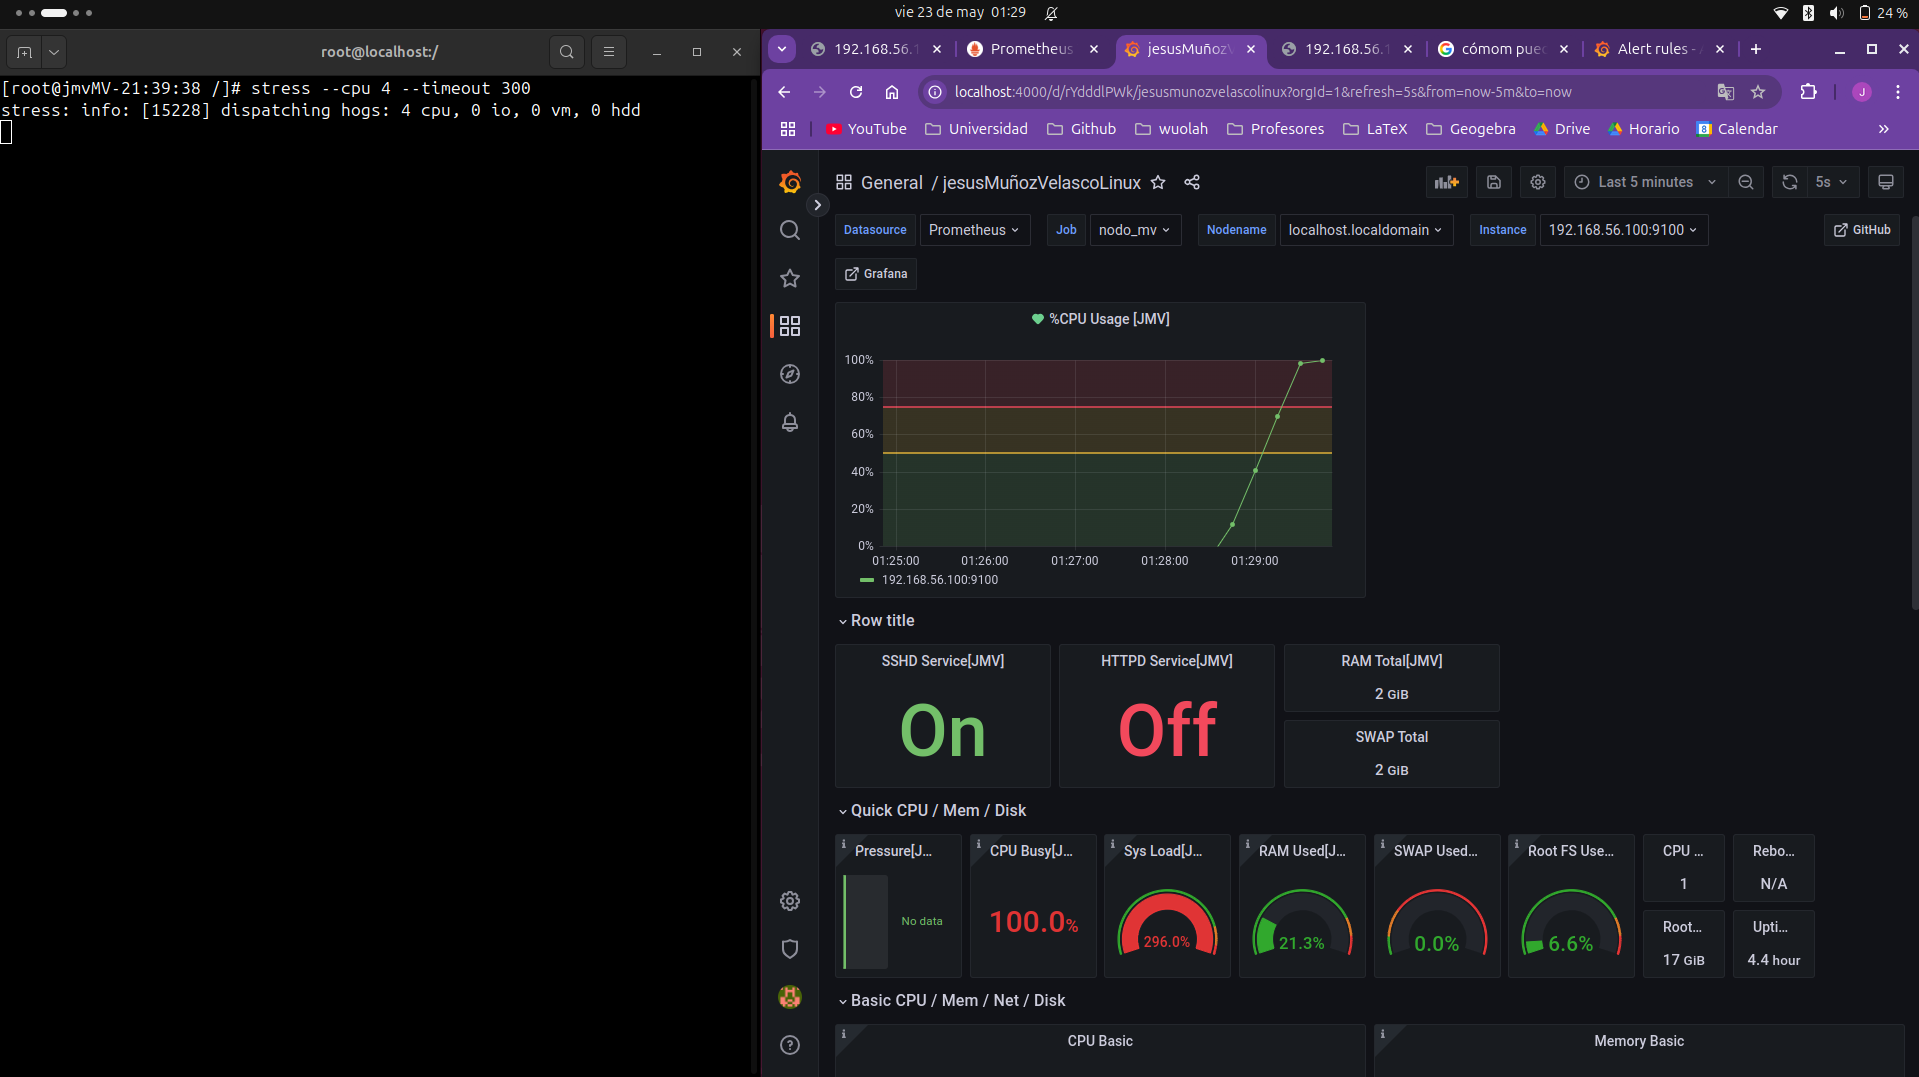 vie 23 de may 01:29
24 %
root@localhost:/
[root@jmvMV-21:39:38 /]# stress --cpu 4 --timeout 300
stress: info: [15228] dispatching hogs: 4 cpu, 0 io, 0 vm, 0 hdd
192.168.56.1
Prometheus
jesusMuñozV
192.168.56.1
cómom pued
Alert rules - A
localhost:4000/d/rYdddlPWk/jesusmunozvelascolinux?orgId=1&refresh=5s&from=now-5m&to=now
J
YouTube
Universidad
Github
wuolah
Profesores
LaTeX
Geogebra
Drive
Horario
8
Calendar
General / jesusMuñozVelascoLinux
Last 5 minutes
5s
Datasource
Prometheus
Job
nodo_mv
Nodename
localhost.localdomain
Instance
192.168.56.100:9100
GitHub
Grafana
%CPU Usage [JMV]
100%
80%
60%
40%
20%
0%
01:25:00
01:26:00
01:27:00
01:28:00
01:29:00
192.168.56.100:9100
Row title
SSHD Service[JMV]
On
HTTPD Service[JMV]
Off
RAM Total[JMV]
2 GiB
SWAP Total
2 GiB
Quick CPU / Mem / Disk
Pressure[J...
No data
CPU Busy[J...
100.0%
Sys Load[J...
296.0%
RAM Used[J...
21.3%
SWAP Used...
0.0%
Root FS Use...
6.6%
CPU ...
1
Rebo...
N/A
Root...
17 GiB
Upti...
4.4 hour
Basic CPU / Mem / Net / Disk
CPU Basic
Memory Basic